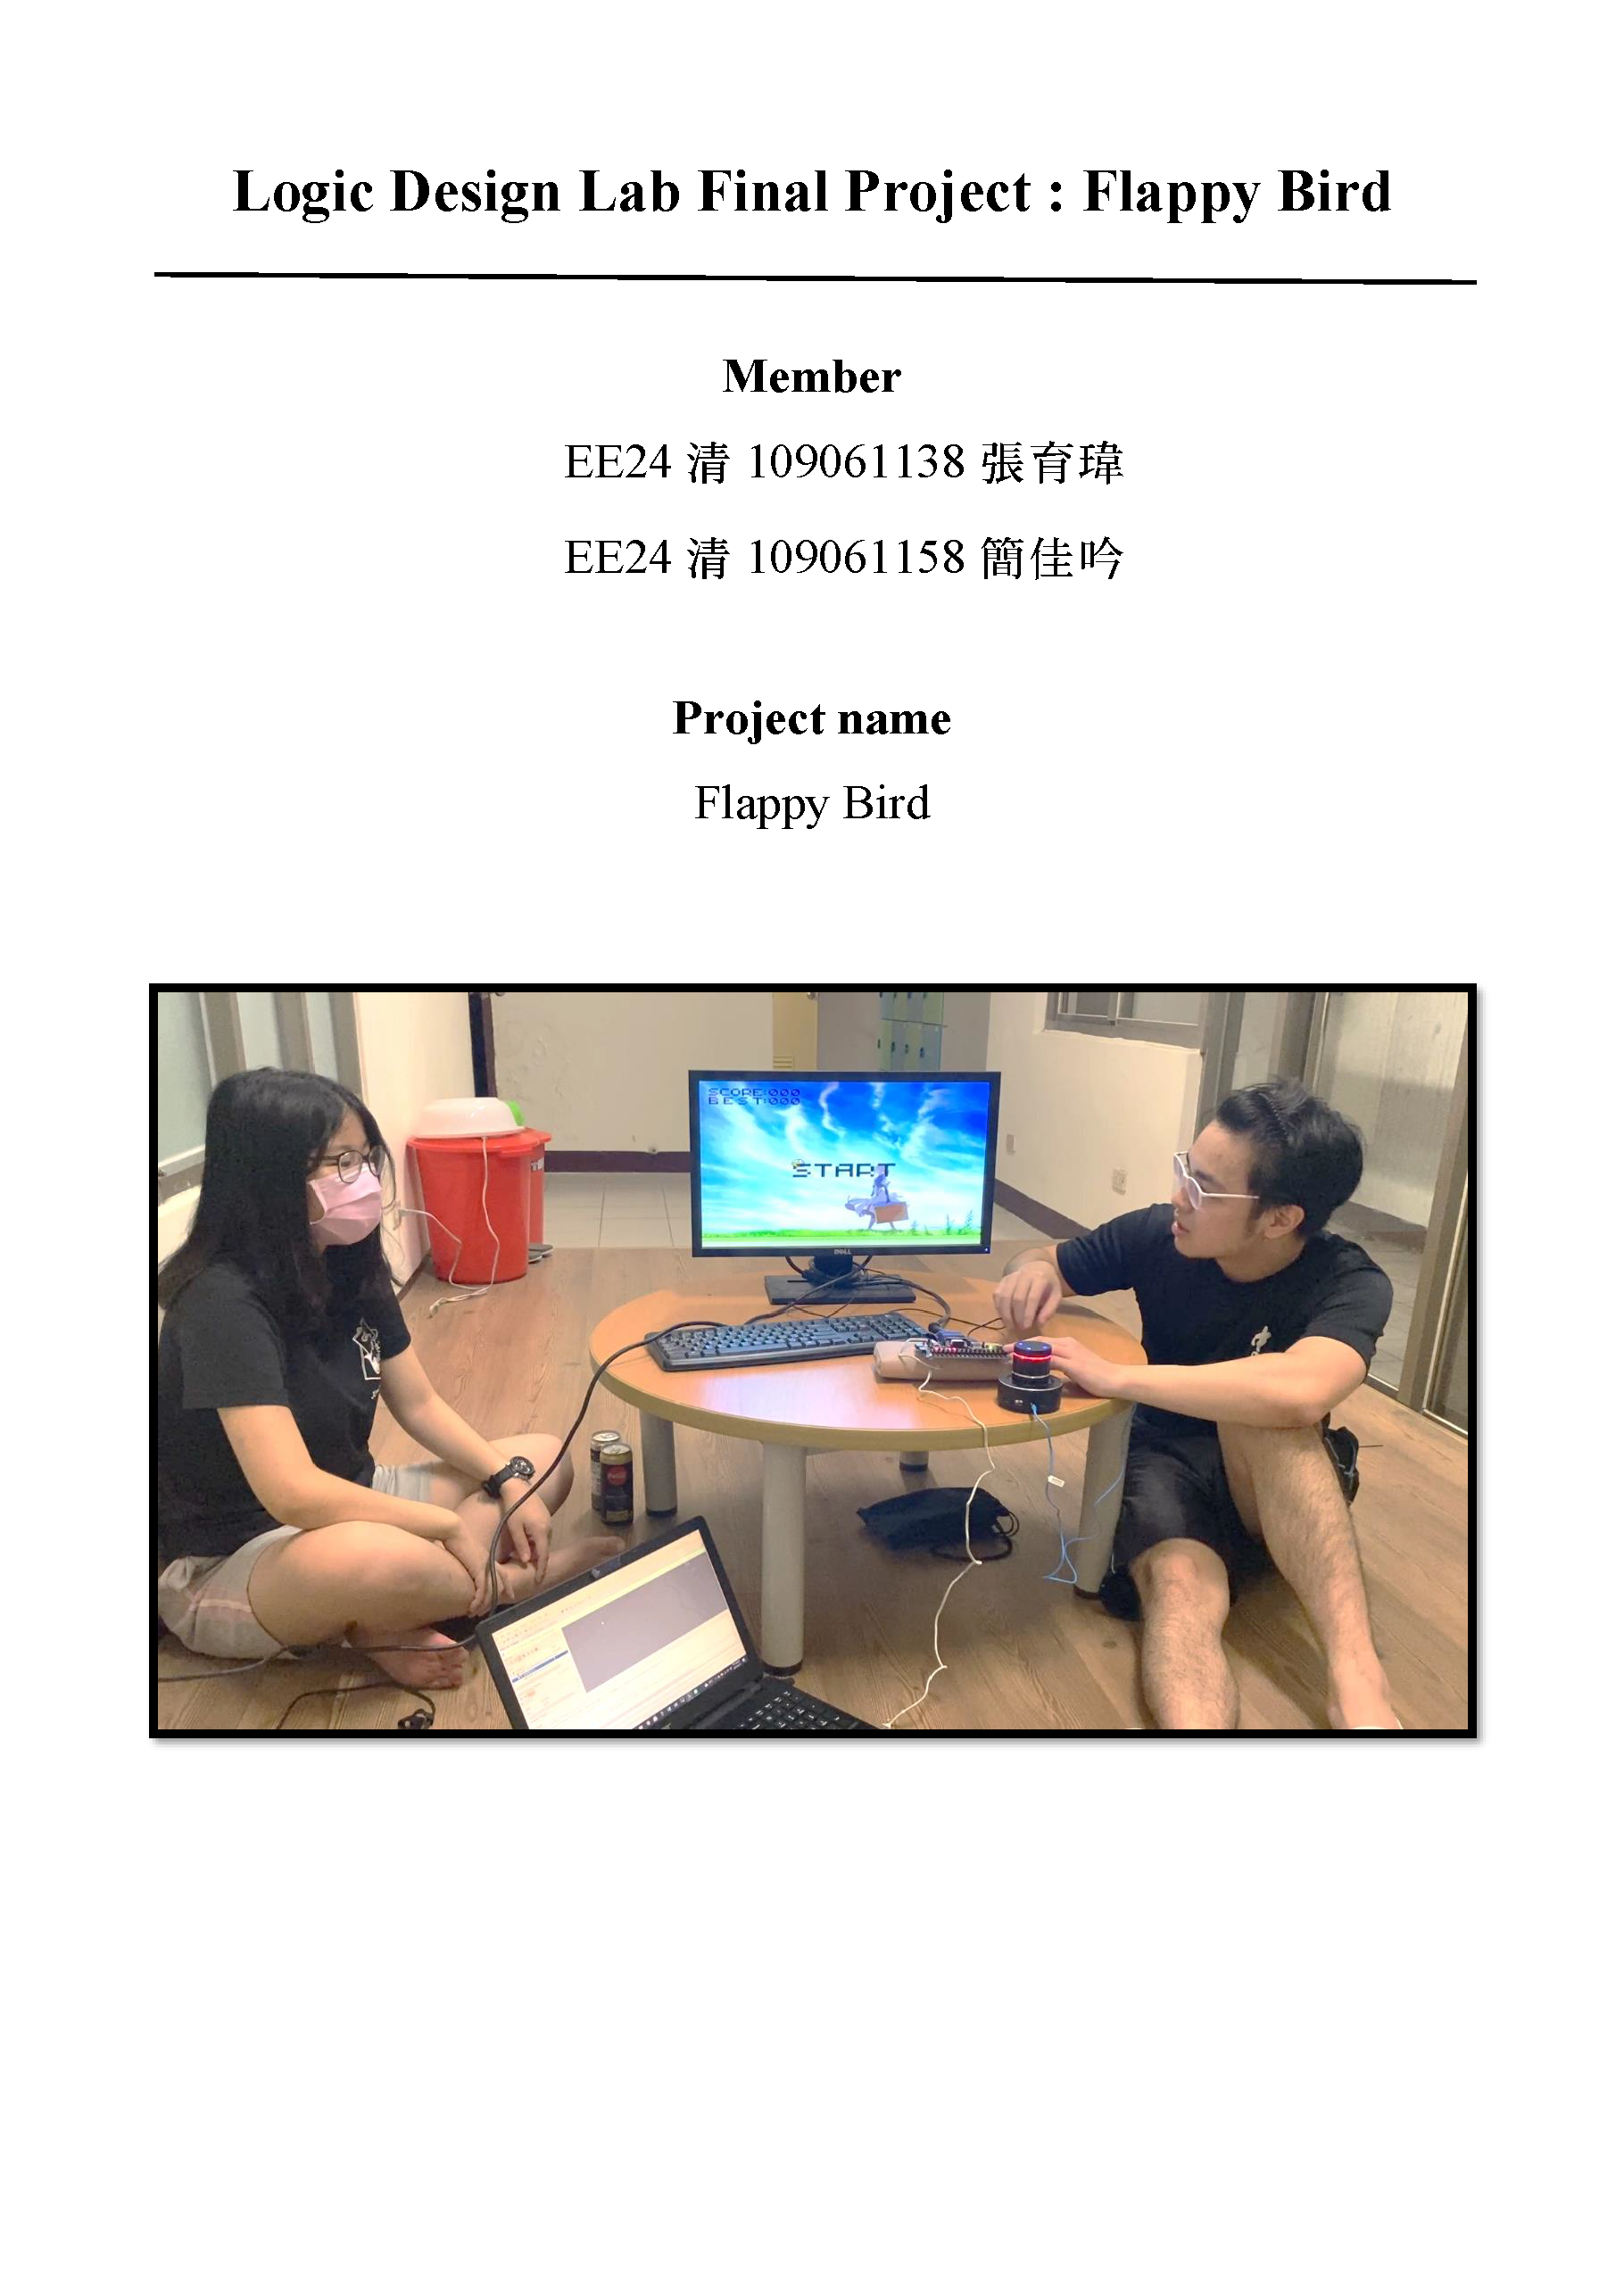 Logic Design Lab Final Project : Flappy Bird
Member
EE24 清 109061138 張育瑋
EE24 清 109061158 簡佳吟
Project name
Flappy Bird
SCORE:000
BEST:000
START
DELL